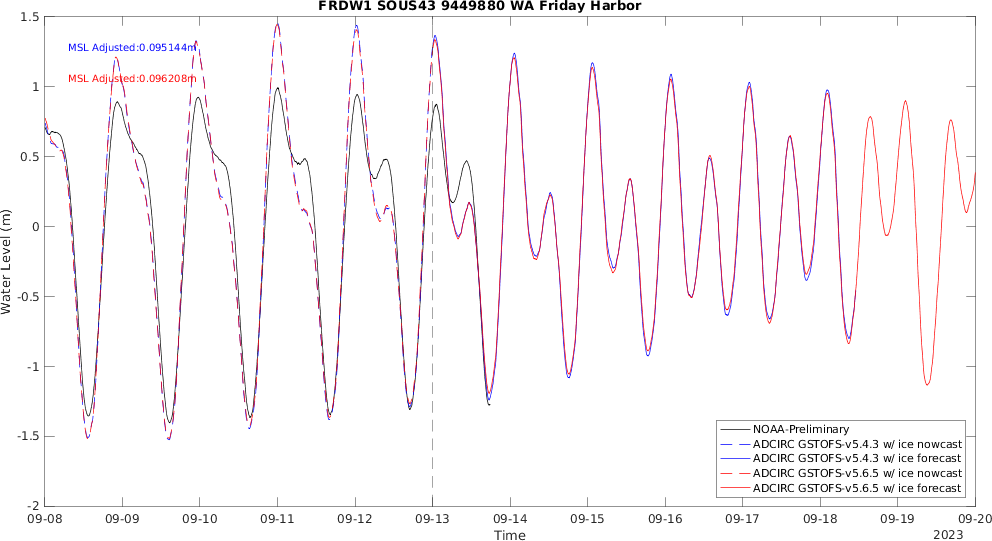 FRDW1 SOUS43 9449880 WA Friday Harbor
MSL Adjusted:0.095144m
MSL Adjusted:0.096208m
Water Level (m)
1.5
1
0.5
0
-0.5
-1
-1.5
-2
NOAA-Preliminary
ADCIRC GSTOFS-v5.4.3 w/ ice nowcast
ADCIRC GSTOFS-v5.4.3 w/ ice forecast
ADCIRC GSTOFS-v5.6.5 w/ ice nowcast
ADCIRC GSTOFS-v5.6.5 w/ ice forecast
09-08 09-09 09-10 09-11 09-12 09-13 09-14 09-15 09-16 09-17 09-18 09-19 09-20
Time
2023